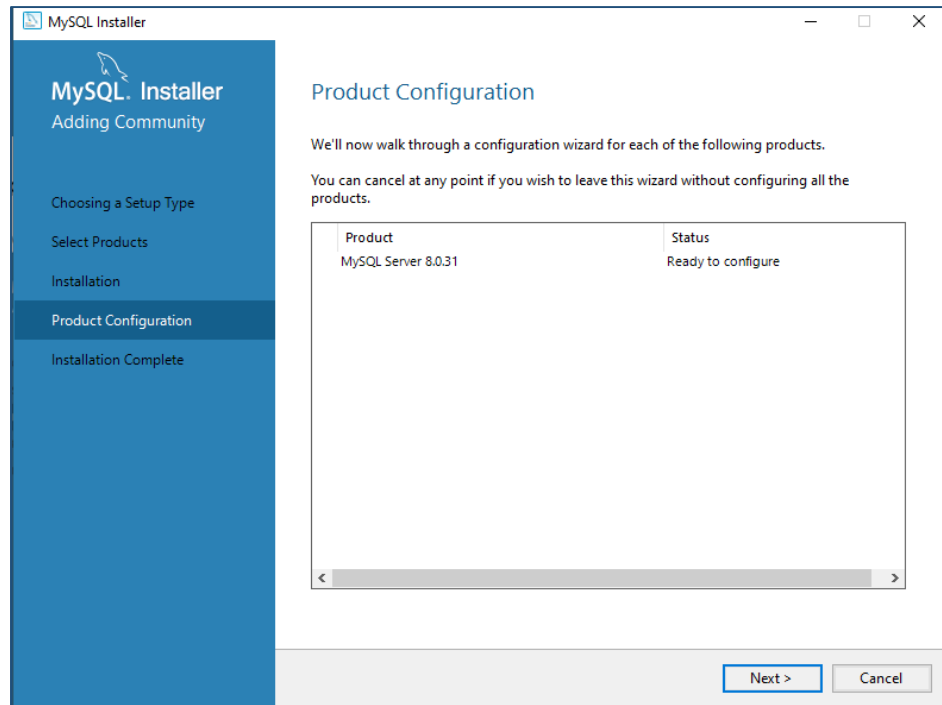 MySQL Installer
MySQL. Installer
Adding Community
Choosing a Setup Type
Select Products
Installation
Product Configuration
Installation Complete
Product Configuration
We'll now walk through a configuration wizard for each of the following products.
You can cancel at any point if you wish to leave this wizard without configuring all the
products.
Product Status
MySQL Server 8.0.31 Ready to configure
Next > Cancel